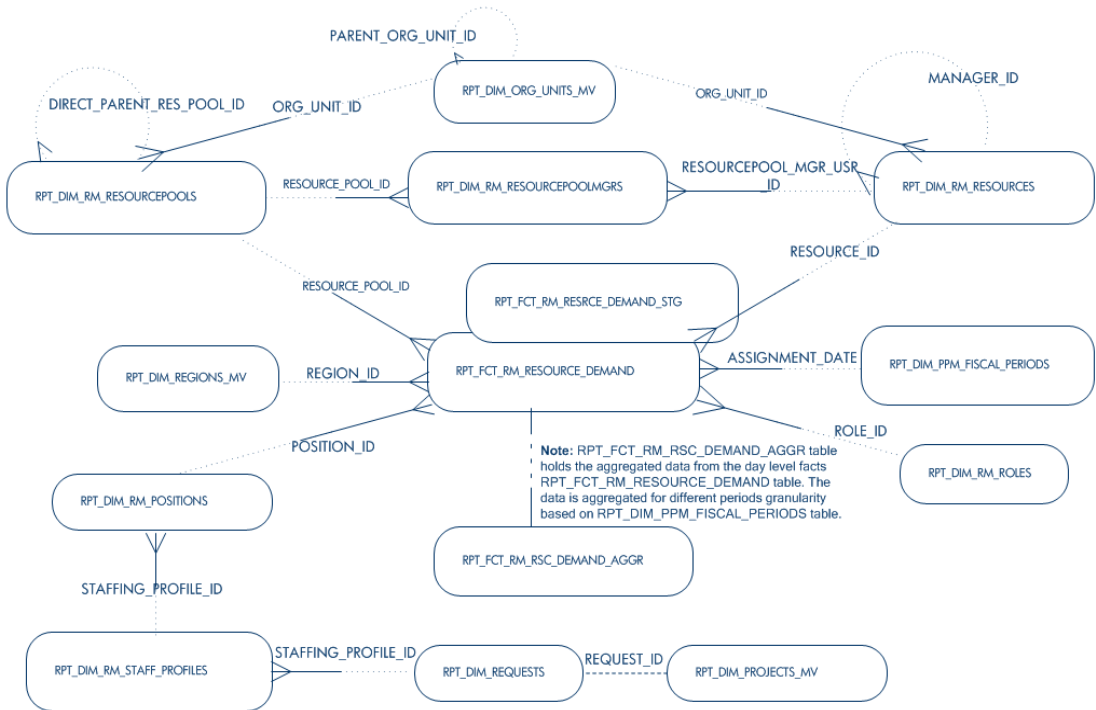 PARENT_ORG_UNIT_ID
MANAGER_ID
RPT_DIM_ORG_UNITS_MV
ORG_UNIT_ID
DIRECT_PARENT_RES_POOL_ID
ORG_UNIT_ID
RESOURCEPOOL_MGR_USR
_ID
RESOURCE_POOL_ID
RPT_DIM_RM_RESOURCEPOOLS
RPT_DIM_RM_RESOURCEPOOLMGRS
RPT_DIM_RM_RESOURCES
RESOURCE_ID
RESOURCE_POOL_ID
RPT_FCT_RM_RESRCE_DEMAND_STG
ASSIGNMENT_DATE
RPT_DIM_PPM_FISCAL_PERIODS
RPT_DIM_REGIONS_MV
REGION_ID
RPT_FCT_RM_RESOURCE_DEMAND
ROLE_ID
POSITION_ID
Note: RPT_FCT_RM_RSC_DEMAND_AGGR table
holds the aggregated data from the day level facts
RPT_FCT_RM_RESOURCE_DEMAND table. The
data is aggregated for different periods granularity
based on RPT_DIM_PPM_FISCAL_PERIODS table.
RPT_DIM_RM_ROLES
RPT_DIM_RM_POSITIONS
RPT_FCT_RM_RSC_DEMAND_AGGR
STAFFING_PROFILE_ID
STAFFING_PROFILE_ID
REQUEST_ID
RPT_DIM_RM_STAFF_PROFILES
RPT_DIM_REQUESTS
RPT_DIM_PROJECTS_MV